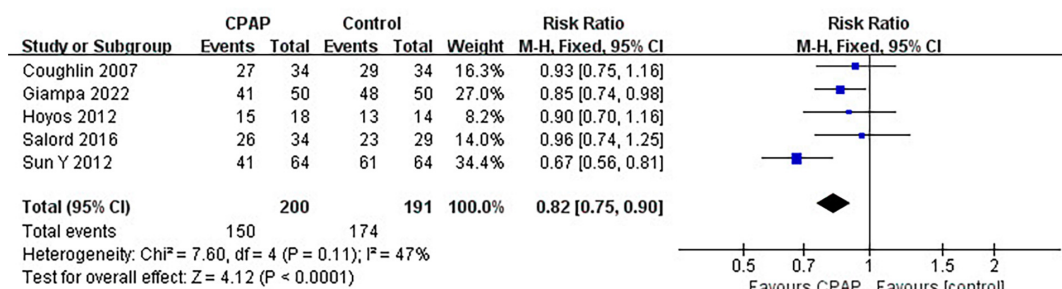 CPAP Control Risk Ratio Risk Ratio
Study or Subgroup Events Total Events Total Weight M-H, Fixed, 95% CI M-H, Fixed, 95% CI
Coughlin 2007 27 34 29 34 16.3% 0.93 [0.75, 1.16]
Giampa 2022 41 50 48 50 27.0% 0.85 [0.74, 0.98]
Hoyos 2012 15 18 13 14 8.2% 0.90 [0.70, 1.16]
Salord 2016 26 34 23 29 14.0% 0.96 [0.74, 1.25]
Sun Y 2012 41 64 61 64 34.4% 0.67 [0.56, 0.81]
Total (95% CI) 200 191 100.0% 0.82 [0.75, 0.90]
Total events 150 174
Heterogeneity: Chi² = 7.60, df = 4 (P = 0.11); I² = 47%
Test for overall effect: Z = 4.12 (P < 0.0001)
0.5 0.7 1 1.5 2
Favours CPAP Favours [control]